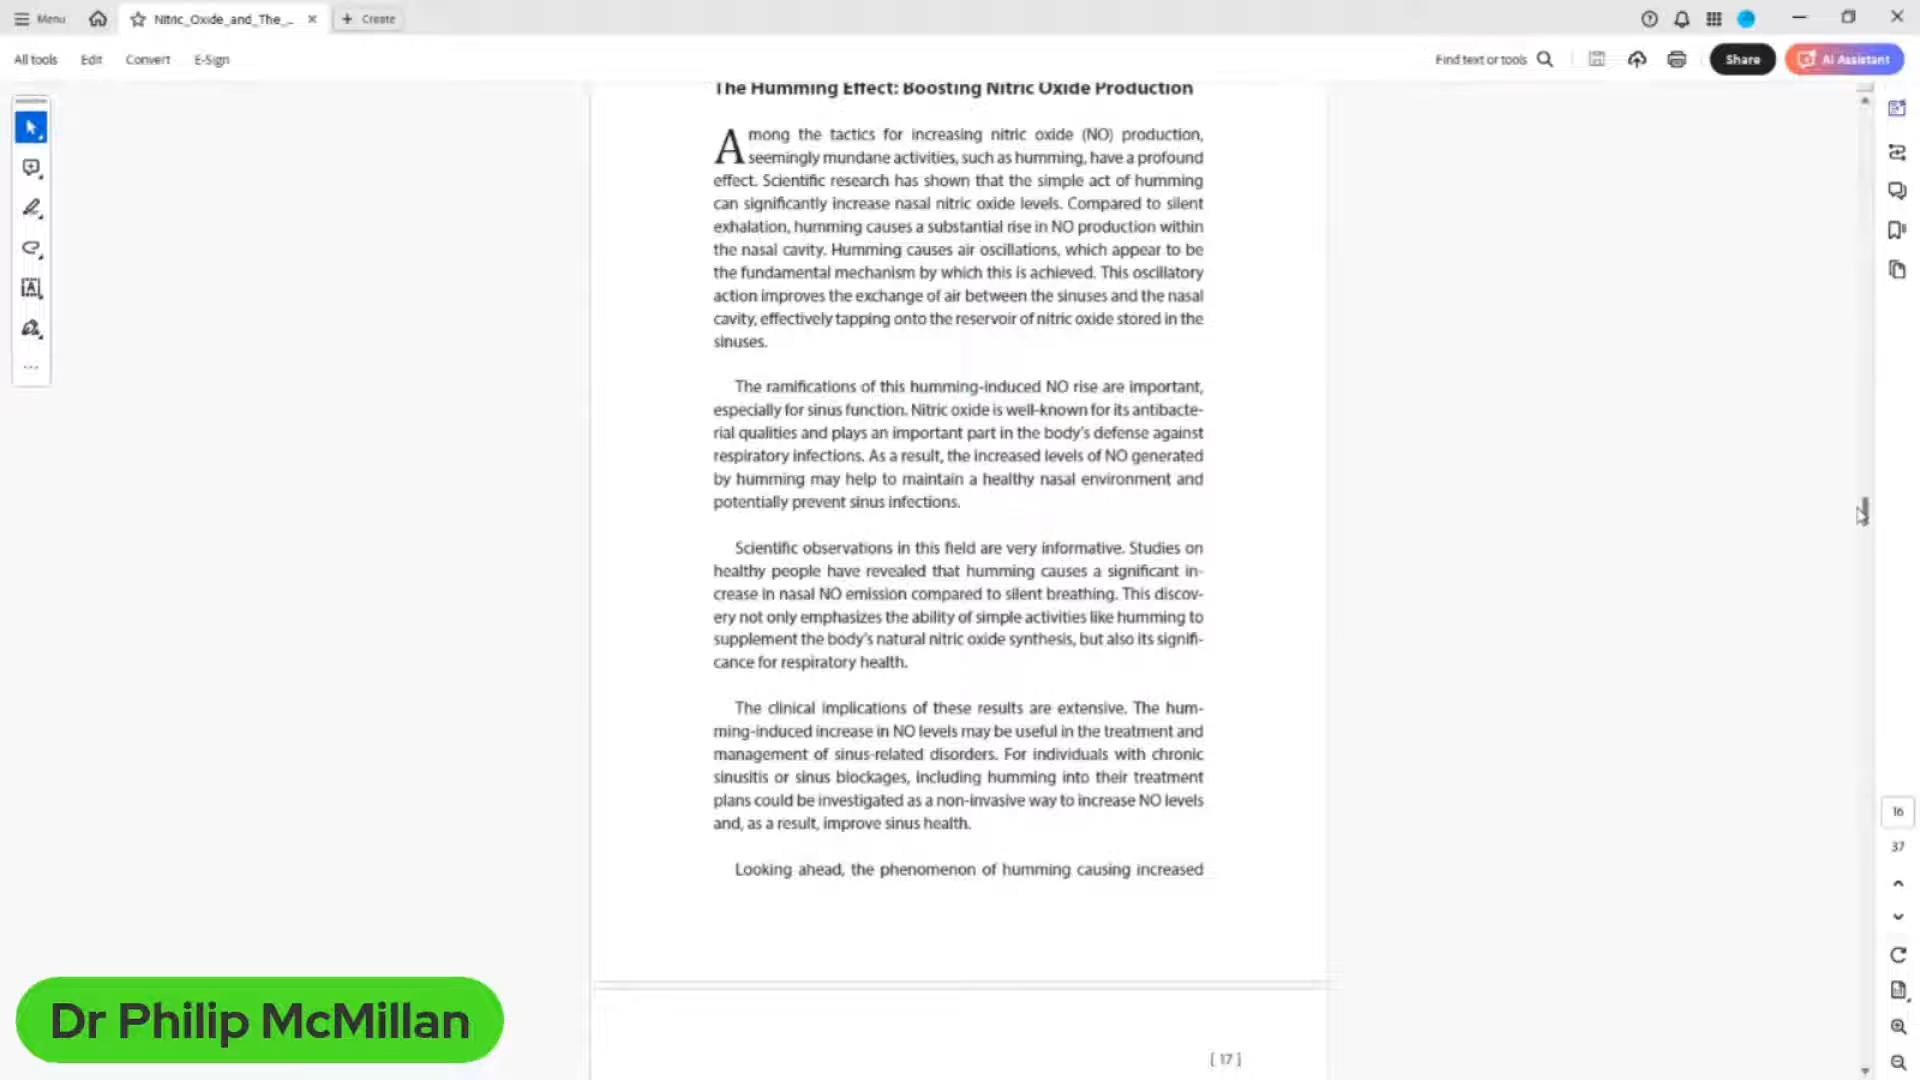 Menu
Nitric_Oxide_and_The_...
Create
All tools
Edit
Convert
E-Sign
Find text or tools
Share
AI Assistant
The Humming Effect: Boosting Nitric Oxide Production
Among the tactics for increasing nitric oxide (NO) production,
seemingly mundane activities, such as humming, have a profound
effect. Scientific research has shown that the simple act of humming
can significantly increase nasal nitric oxide levels. Compared to silent
exhalation, humming causes a substantial rise in NO production within
the nasal cavity. Humming causes air oscillations, which appear to be
the fundamental mechanism by which this is achieved. This oscillatory
action improves the exchange of air between the sinuses and the nasal
cavity, effectively tapping onto the reservoir of nitric oxide stored in the
sinuses.
The ramifications of this humming-induced NO rise are important,
especially for sinus function. Nitric oxide is well-known for its antibacte-
rial qualities and plays an important part in the body's defense against
respiratory infections. As a result, the increased levels of NO generated
by humming may help to maintain a healthy nasal environment and
potentially prevent sinus infections.
Scientific observations in this field are very informative. Studies on
healthy people have revealed that humming causes a significant in-
crease in nasal NO emission compared to silent breathing. This discov-
ery not only emphasizes the ability of simple activities like humming to
supplement the body's natural nitric oxide synthesis, but also its signifi-
cance for respiratory health.
The clinical implications of these results are extensive. The hum-
ming-induced increase in NO levels may be useful in the treatment and
management of sinus-related disorders. For individuals with chronic
sinusitis or sinus blockages, including humming into their treatment
plans could be investigated as a non-invasive way to increase NO levels
and, as a result, improve sinus health.
Looking ahead, the phenomenon of humming causing increased
16
37
Dr Philip McMillan
[ 17 ]